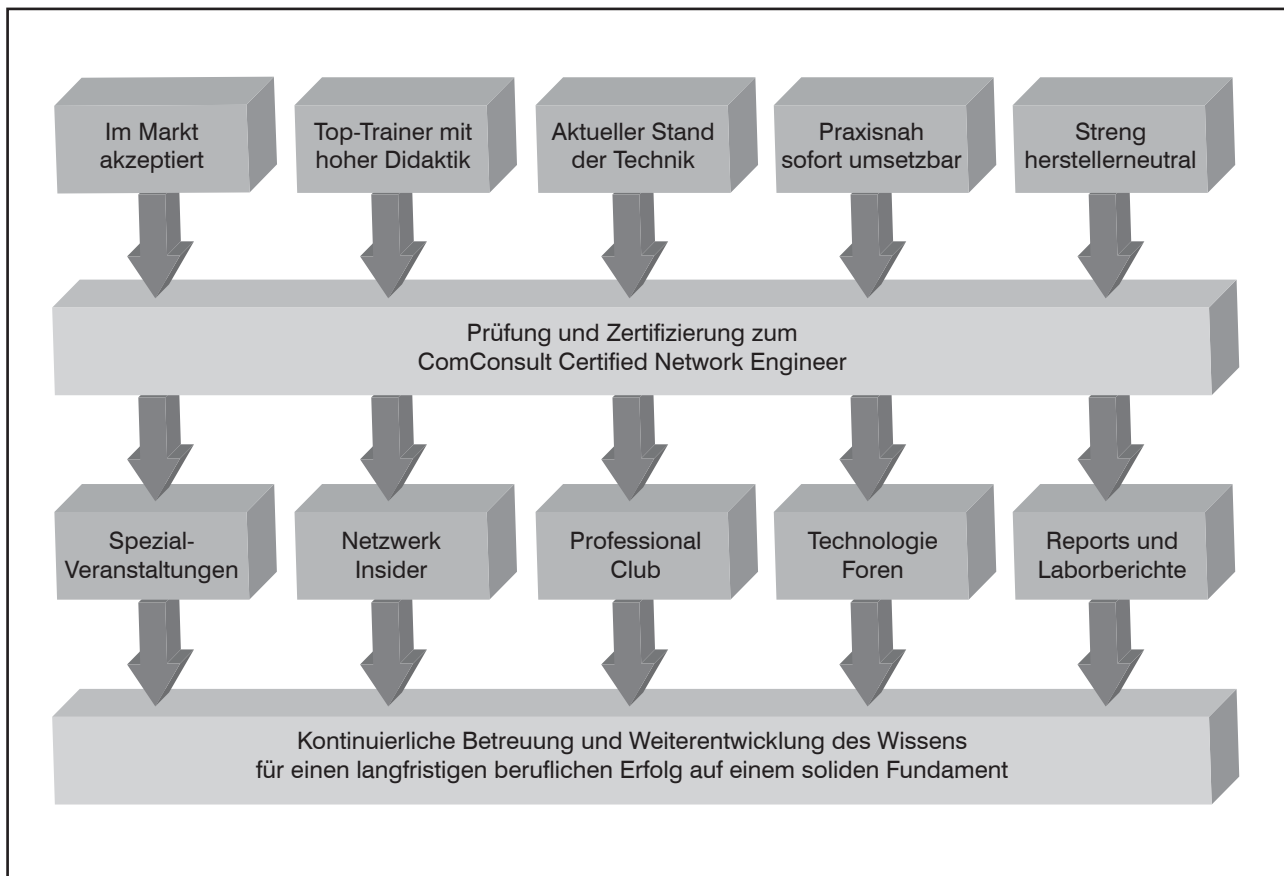 Im Markt
akzeptiert
Top-Trainer mit
hoher Didaktik
Aktueller Stand
der Technik
Praxisnah
sofort umsetzbar
Streng
herstellerneutral
Prüfung und Zertifizierung zum
ComConsult Certified Network Engineer
Spezial-
Veranstaltungen
Netzwerk
Insider
Professional
Club
Technologie
Foren
Reports und
Laborberichte
Kontinuierliche Betreuung und Weiterentwicklung des Wissens
für einen langfristigen beruflichen Erfolg auf einem soliden Fundament